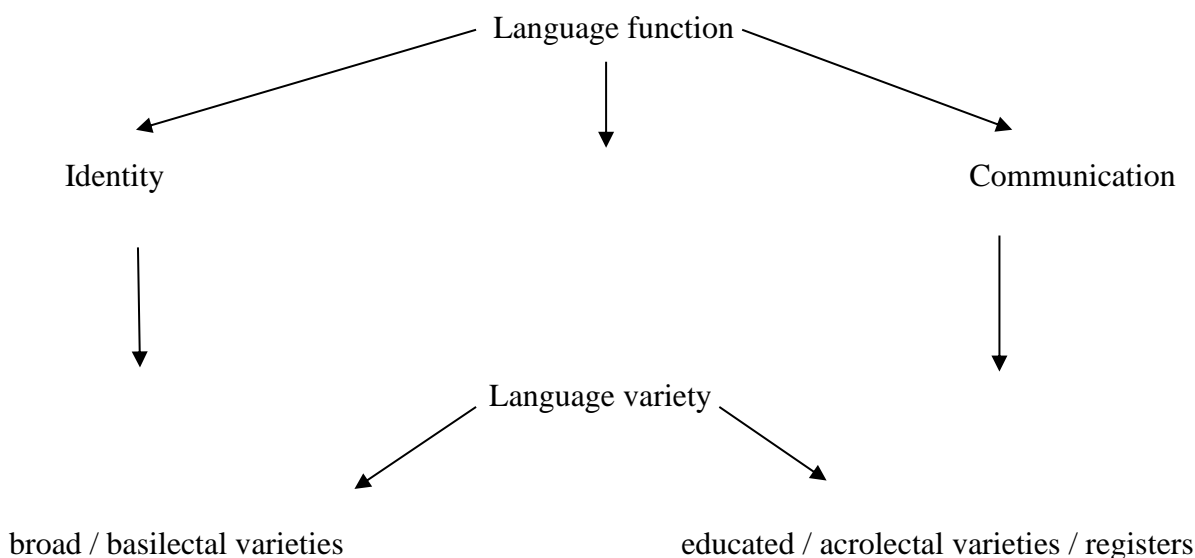 Language function
Identity
Communication
Language variety
broad / basilectal varieties
educated / acrolectal varieties / registers